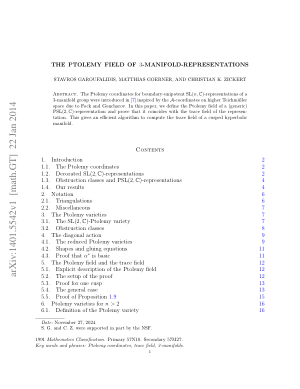 THE PTOLEMY FIELD OF 3-MANIFOLD-REPRESENTATIONS
STAVROS GAROUFALIDIS, MATTHIAS GOERNER, AND CHRISTIAN K. ZICKERT
ABSTRACT. The Ptolemy coordinates for boundary-unipotent SL(n, C)-representations of a
3-manifold group were introduced in [7] inspired by the A-coordinates on higher Teichmüller
space due to Fock and Goncharov. In this paper, we define the Ptolemy field of a (generic)
PSL(2, C)-representation and prove that it coincides with the trace field of the representa-
tion. This gives an efficient algorithm to compute the trace field of a cusped hyperbolic
manifold.
CONTENTS
1. Introduction 2
1.1. The Ptolemy coordinates 2
1.2. Decorated SL(2, C)-representations 2
1.3. Obstruction classes and PSL(2, C)-representations 4
1.4. Our results 4
2. Notation 6
2.1. Triangulations 6
2.2. Miscellaneous 7
3. The Ptolemy varieties 7
3.1. The SL(2, C)-Ptolemy variety 7
3.2. Obstruction classes 8
4. The diagonal action 9
4.1. The reduced Ptolemy varieties 9
4.2. Shapes and gluing equations 11
4.3. Proof that α* is basic 11
5. The Ptolemy field and the trace field 12
5.1. Explicit description of the Ptolemy field 12
5.2. The setup of the proof 12
5.3. Proof for one cusp 13
5.4. The general case 13
5.5. Proof of Proposition 1.9 15
6. Ptolemy varieties for n > 2 16
6.1. Definition of the Ptolemy variety 16
Date: November 27, 2024.
S. G. and C. Z. were supported in part by the NSF.
1991 Mathematics Classification. Primary 57N10. Secondary 57M27.
Key words and phrases: Ptolemy coordinates, trace field, 3-manifolds.
1
arXiv:1401.5542v1 [math.GT] 22 Jan 2014